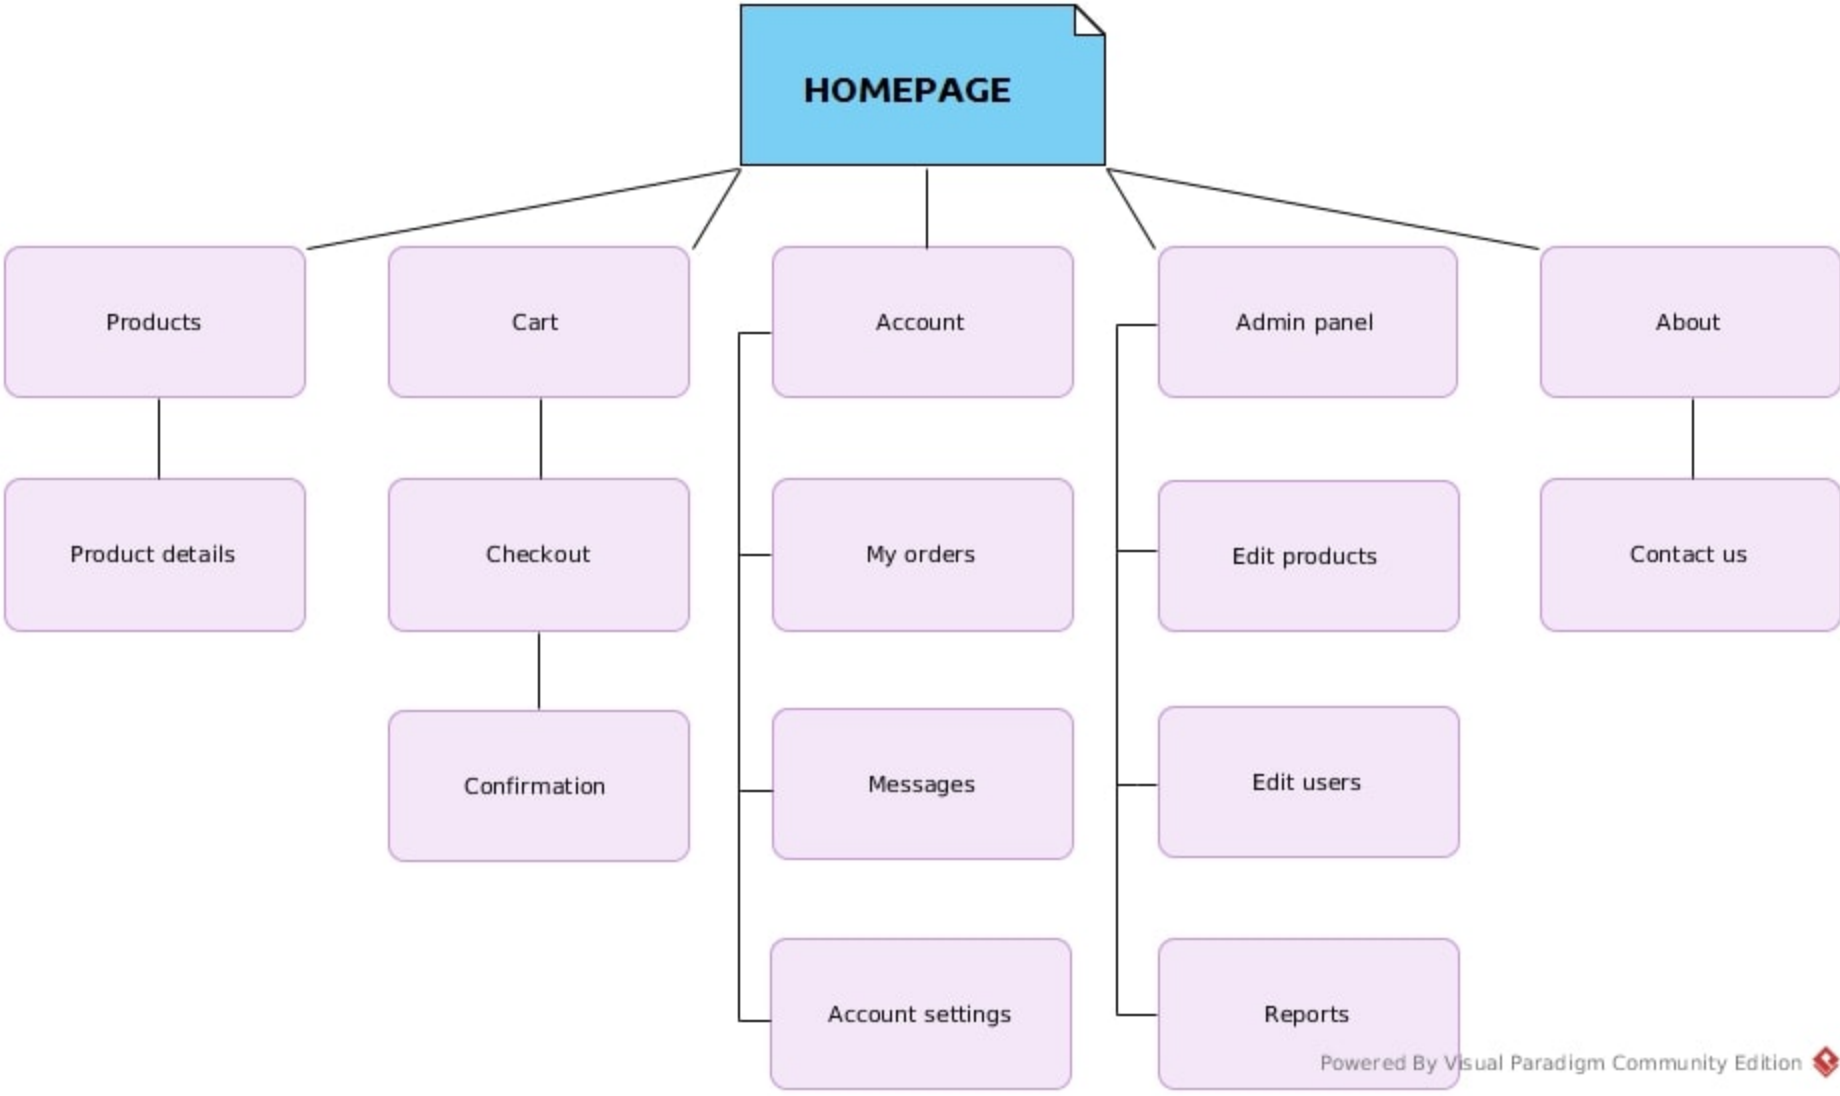 HOMEPAGE
Products
Cart
Account
Admin panel
About
Product details
Checkout
My orders
Edit products
Contact us
Confirmation
Messages
Edit users
Account settings
Reports
Powered By Visual Paradigm Community Edition